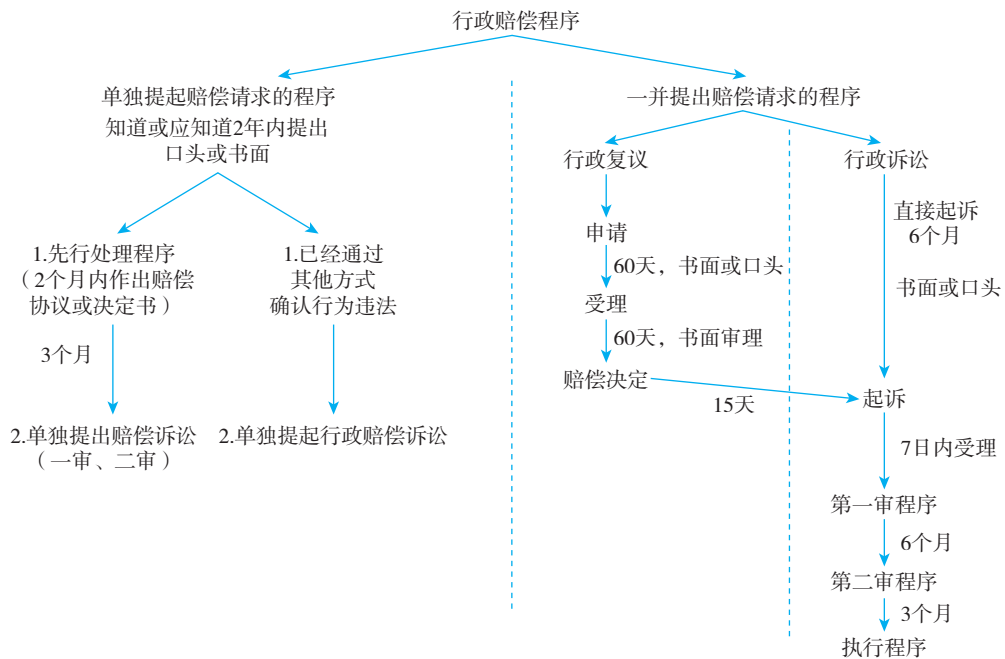 行政赔偿程序
单独提起赔偿请求的程序
知道或应知道2年内提出
口头或书面
1.先行处理程序
（2个月内作出赔偿
协议或决定书）
3个月
2.单独提出赔偿诉讼
（一审、二审）
1.已经通过
其他方式
确认行为违法
2.单独提起行政赔偿诉讼
一并提出赔偿请求的程序
行政复议
申请
60天，书面或口头
受理
60天，书面审理
赔偿决定
15天
行政诉讼
直接起诉
6个月
书面或口头
起诉
7日内受理
第一审程序
6个月
第二审程序
3个月
执行程序